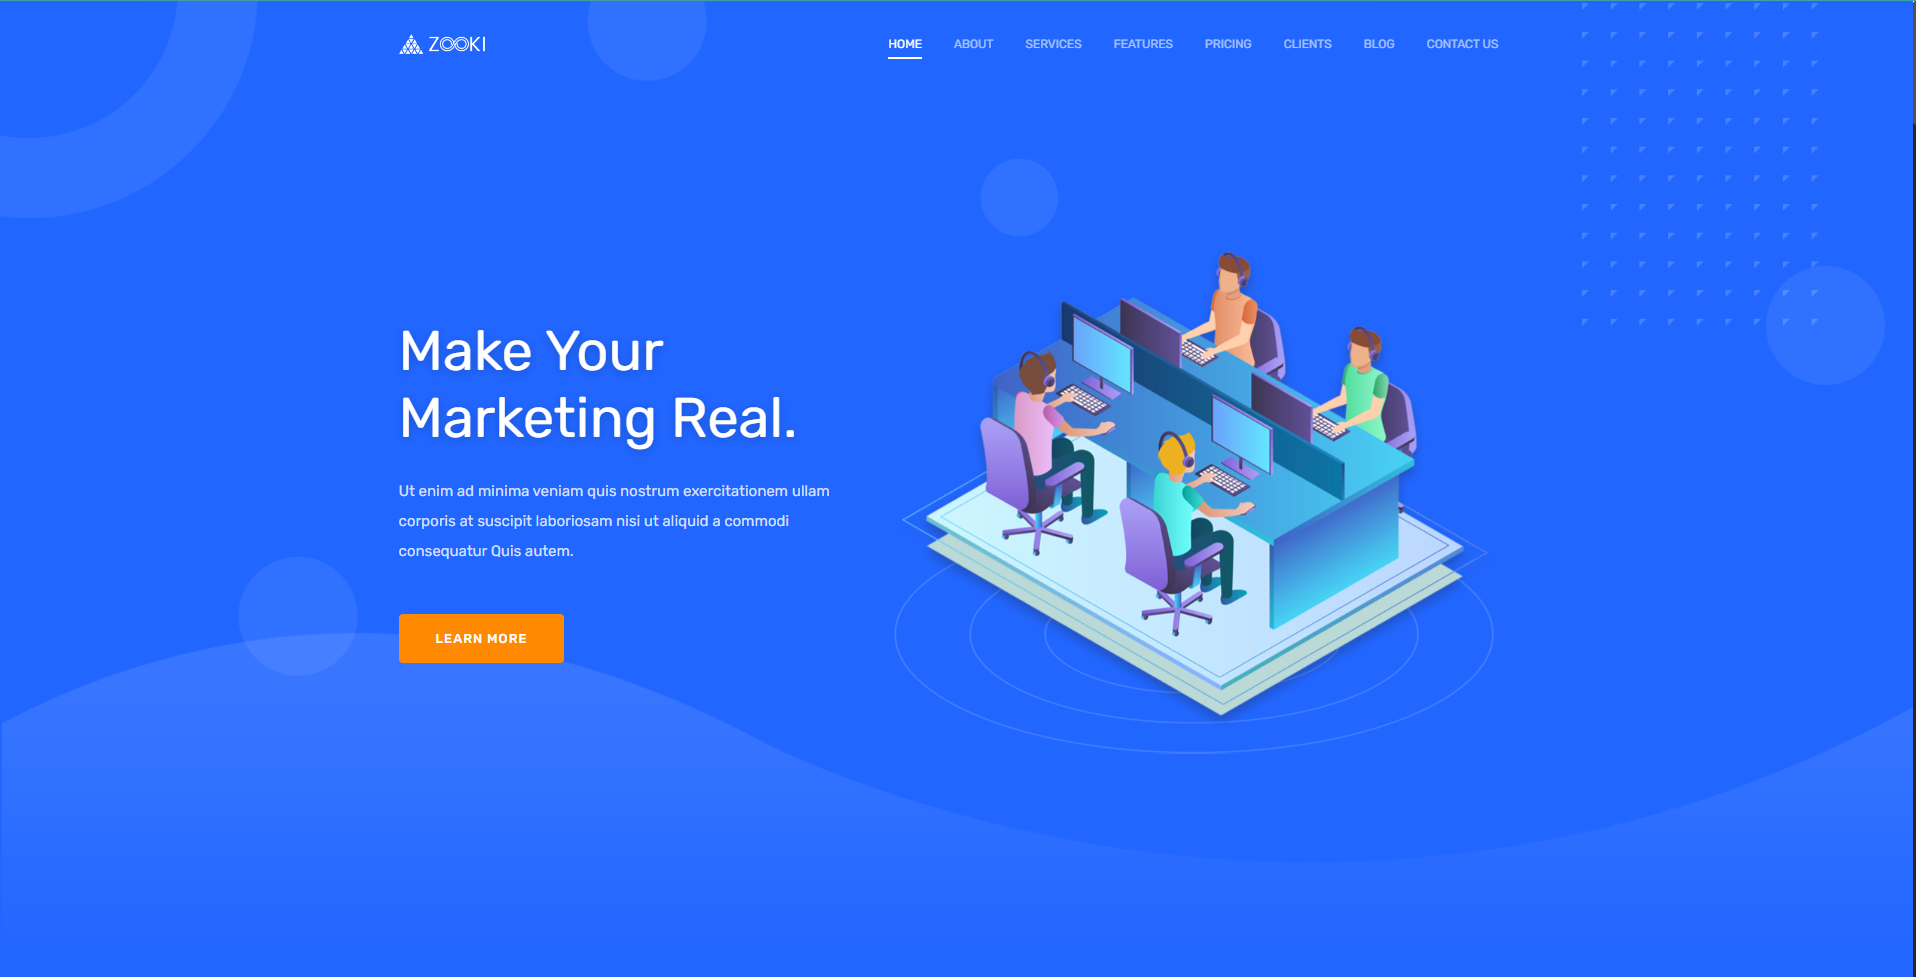 ZOOKI
HOME ABOUT SERVICES FEATURES PRICING CLIENTS BLOG CONTACT US
Make Your
Marketing Real.
Ut enim ad minima veniam quis nostrum exercitationem ullam
corporis at suscipit laboriosam nisi ut aliquid a commodi
consequatur Quis autem.
LEARN MORE